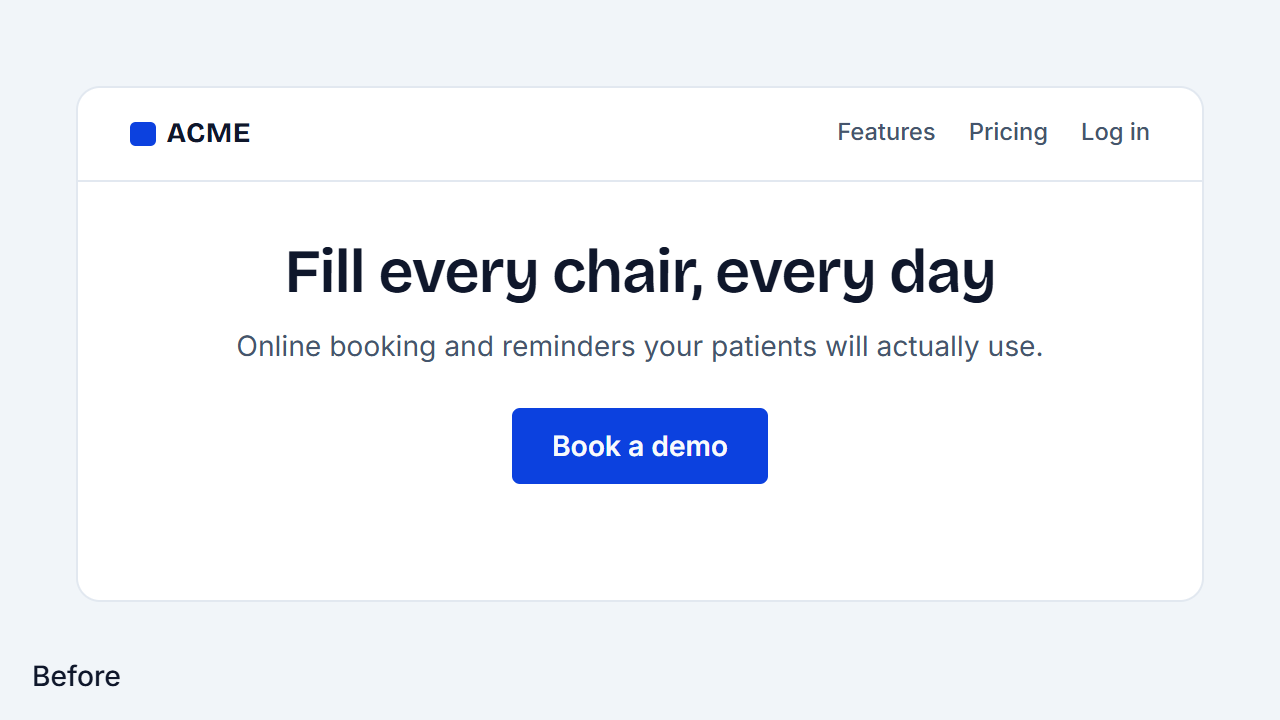 ACME
Features Pricing Log in
Fill every chair, every day
Online booking and reminders your patients will actually use.
Book a demo
Before